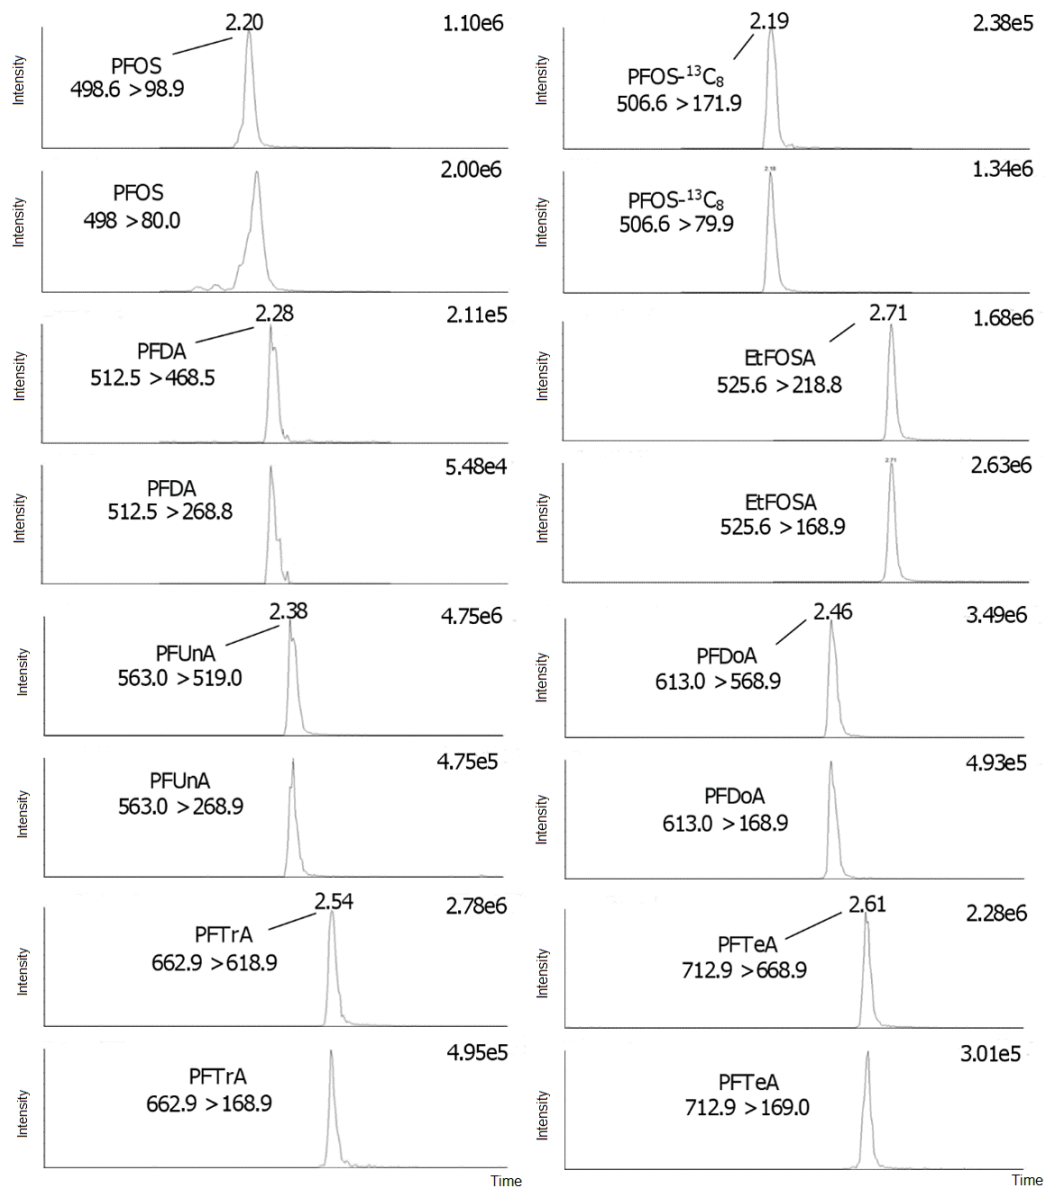 2.20
1.10e6
Intensity
PFOS
498.6 >98.9
2.19
2.38e5
Intensity
PFOS-¹³C₈
506.6 >171.9
2.00e6
Intensity
PFOS
498 >80.0
2.19
1.34e6
Intensity
PFOS-¹³C₈
506.6 >79.9
2.28
2.11e5
Intensity
PFDA
512.5 >468.5
2.71
1.68e6
Intensity
EtFOSA
525.6 >218.8
5.48e4
Intensity
PFDA
512.5 >268.8
2.71
2.63e6
Intensity
EtFOSA
525.6 >168.9
2.38
4.75e6
Intensity
PFUnA
563.0 >519.0
2.46
3.49e6
Intensity
PFDoA
613.0 >568.9
4.75e5
Intensity
PFUnA
563.0 >268.9
4.93e5
Intensity
PFDoA
613.0 >168.9
2.54
2.78e6
Intensity
PFTrA
662.9 >618.9
2.61
2.28e6
Intensity
PFTeA
712.9 >668.9
4.95e5
Intensity
PFTrA
662.9 >168.9
Time
3.01e5
Intensity
PFTeA
712.9 >169.0
Time